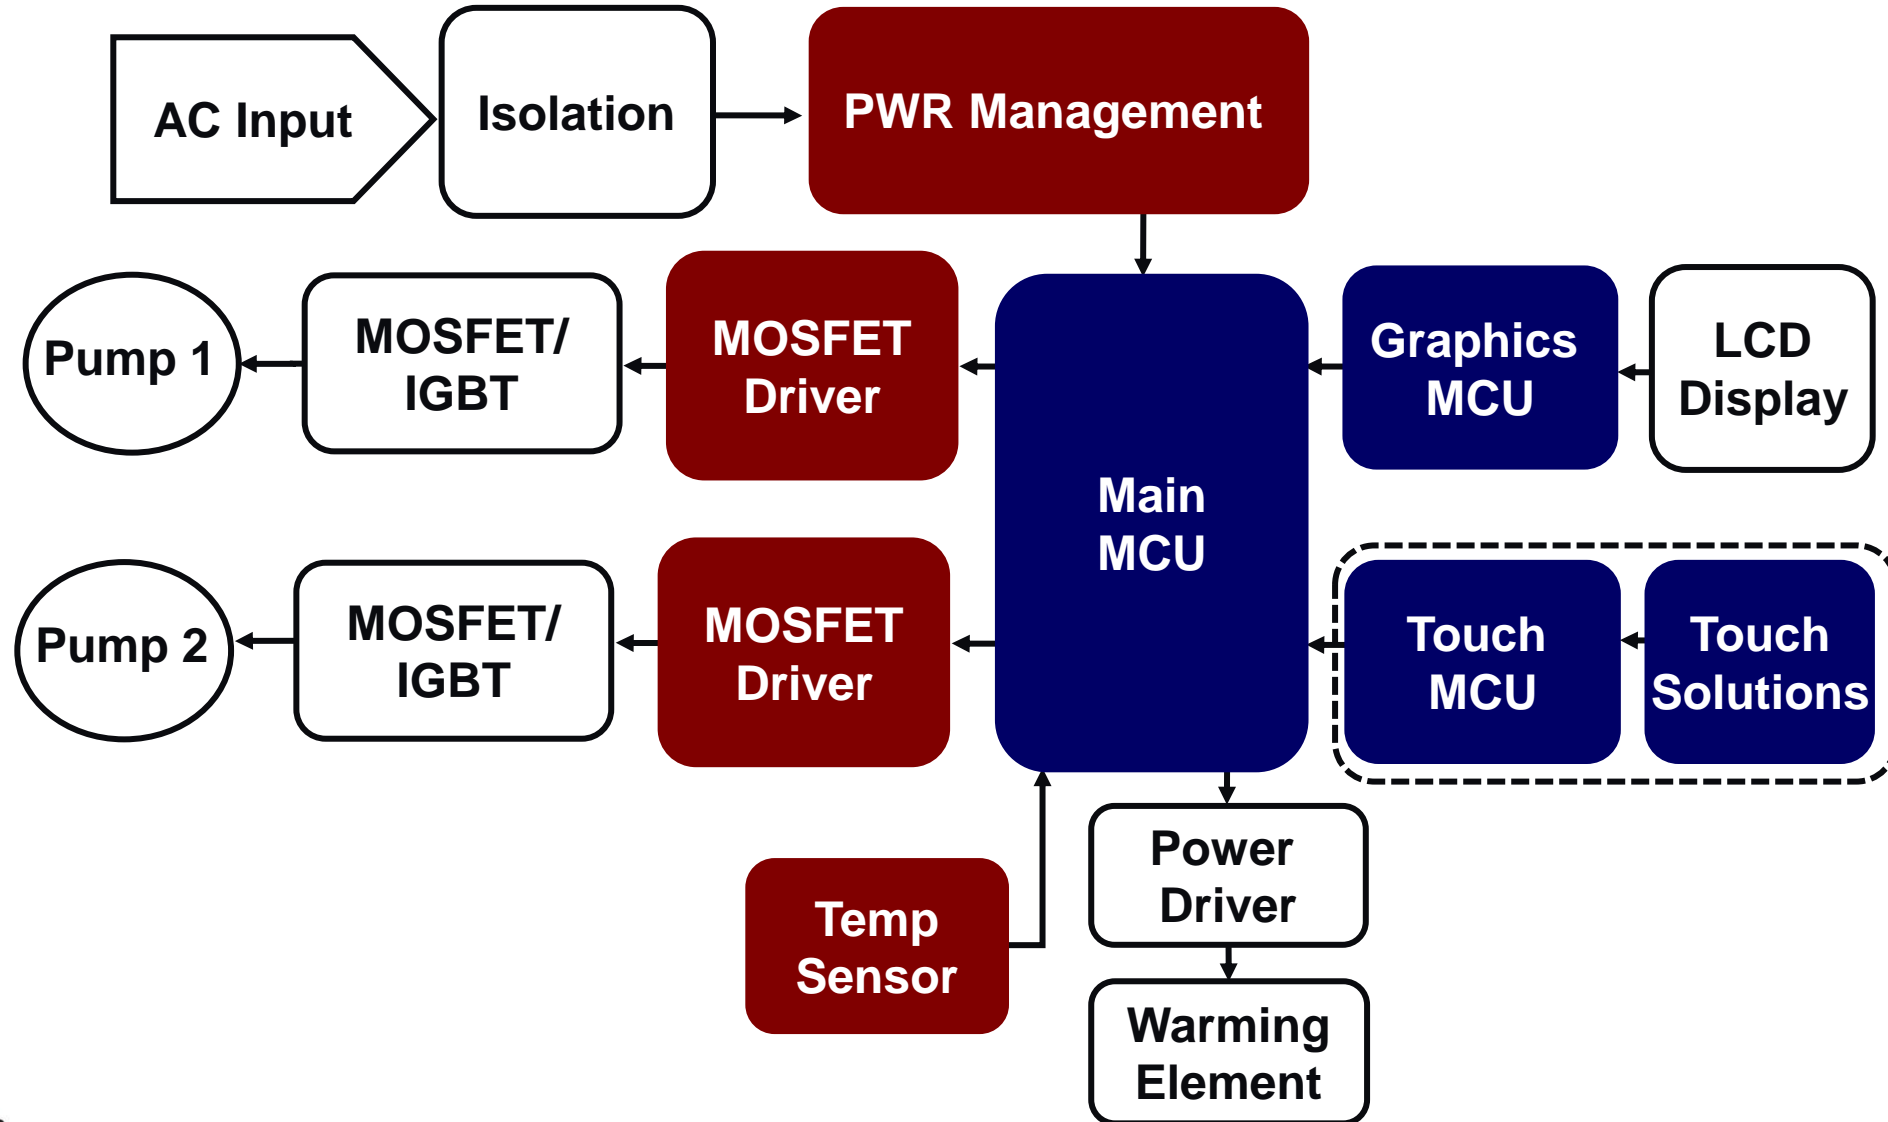 AC Input
Isolation
PWR Management
Pump 1
MOSFET/
IGBT
MOSFET
Driver
Main
MCU
Graphics
MCU
LCD
Display
Pump 2
MOSFET/
IGBT
MOSFET
Driver
Touch
MCU
Touch
Solutions
Temp
Sensor
Power
Driver
Warming
Element